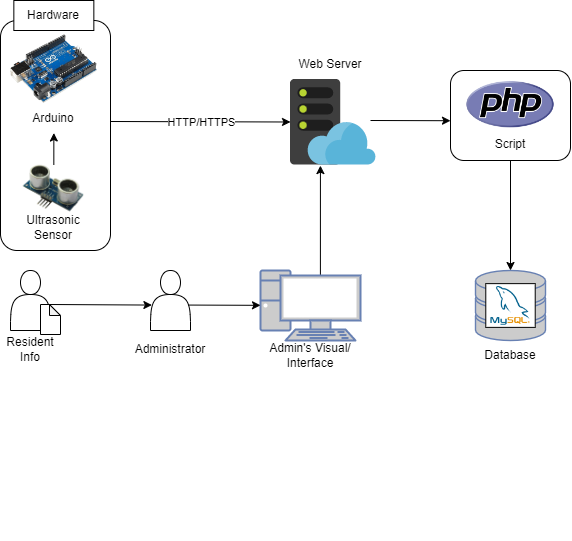 Hardware
Arduino
Ultrasonic
Sensor
HTTP/HTTPS
Web Server
php
Script
Resident
Info
Administrator
Admin's Visual/
Interface
MySQL
Database